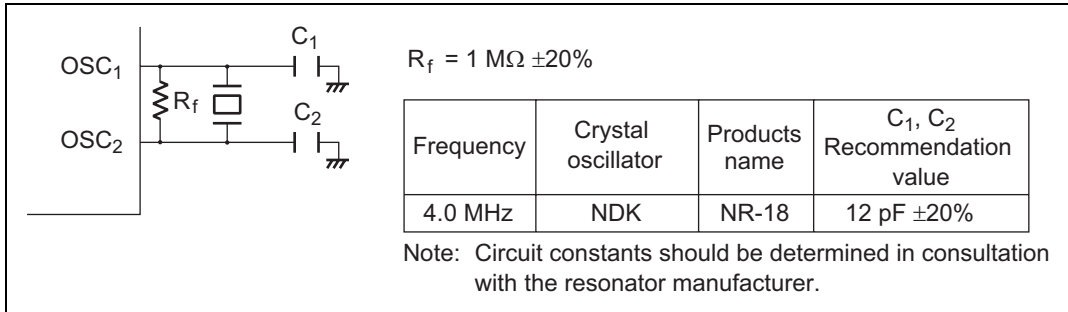 OSC1
OSC2
Rf
C1
C2
Rf = 1 MΩ ±20%
Frequency
Crystal
oscillator
Products
name
C1, C2
Recommendation
value
4.0 MHz
NDK
NR-18
12 pF ±20%
Note: Circuit constants should be determined in consultation
with the resonator manufacturer.